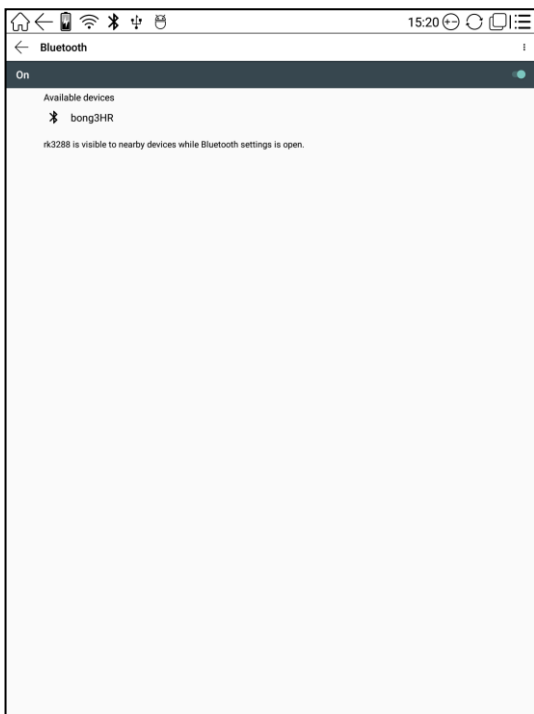 15:20
Bluetooth
On
Available devices
bong3HR
rk3288 is visible to nearby devices while Bluetooth settings is open.